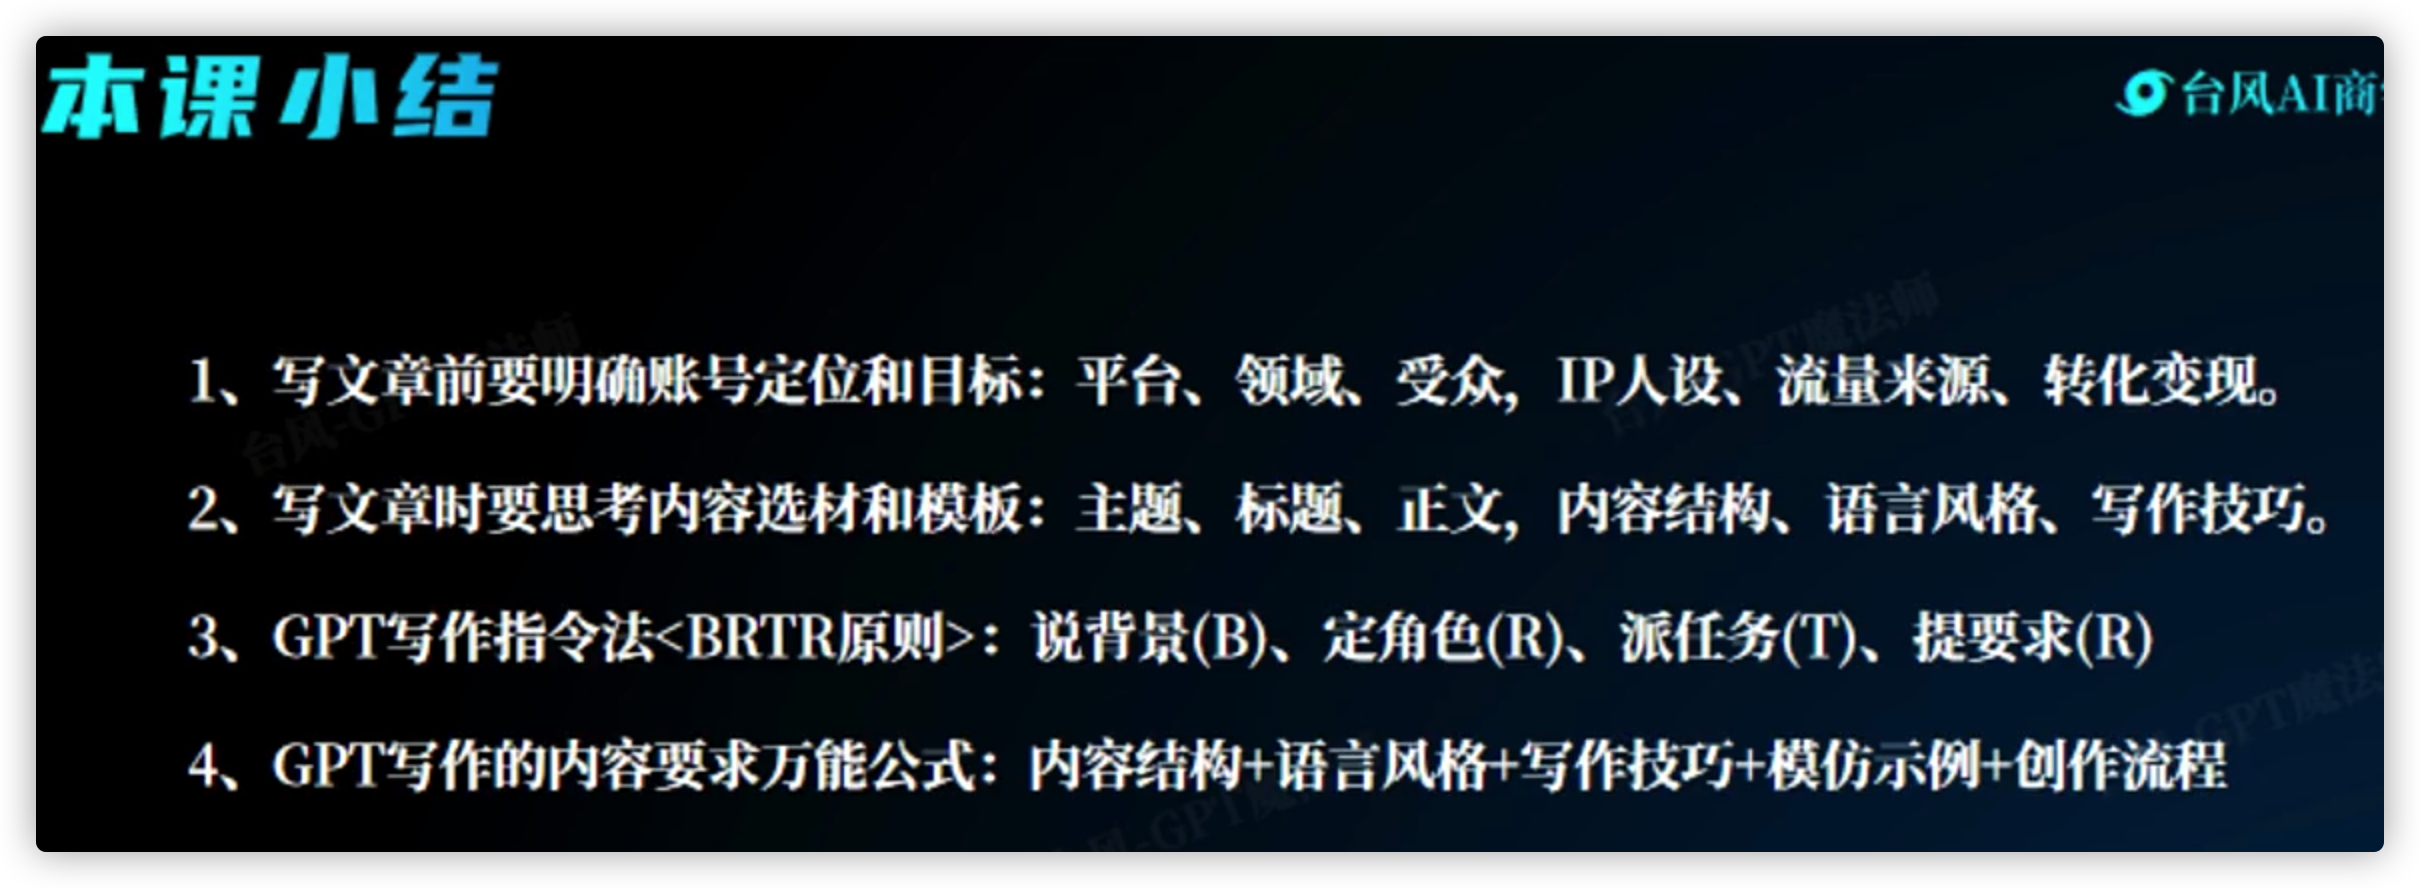 本课小结
台风AI商
1、写文章前要明确账号定位和目标：平台、领域、受众，IP人设、流量来源、转化变现。
2、写文章时要思考内容选材和模板：主题、标题、正文，内容结构、语言风格、写作技巧。
3、GPT写作指令法<BRTR原则>：说背景(B)、定角色(R)、派任务(T)、提要求(R)
4、GPT写作的内容要求万能公式：内容结构+语言风格+写作技巧+模仿示例+创作流程